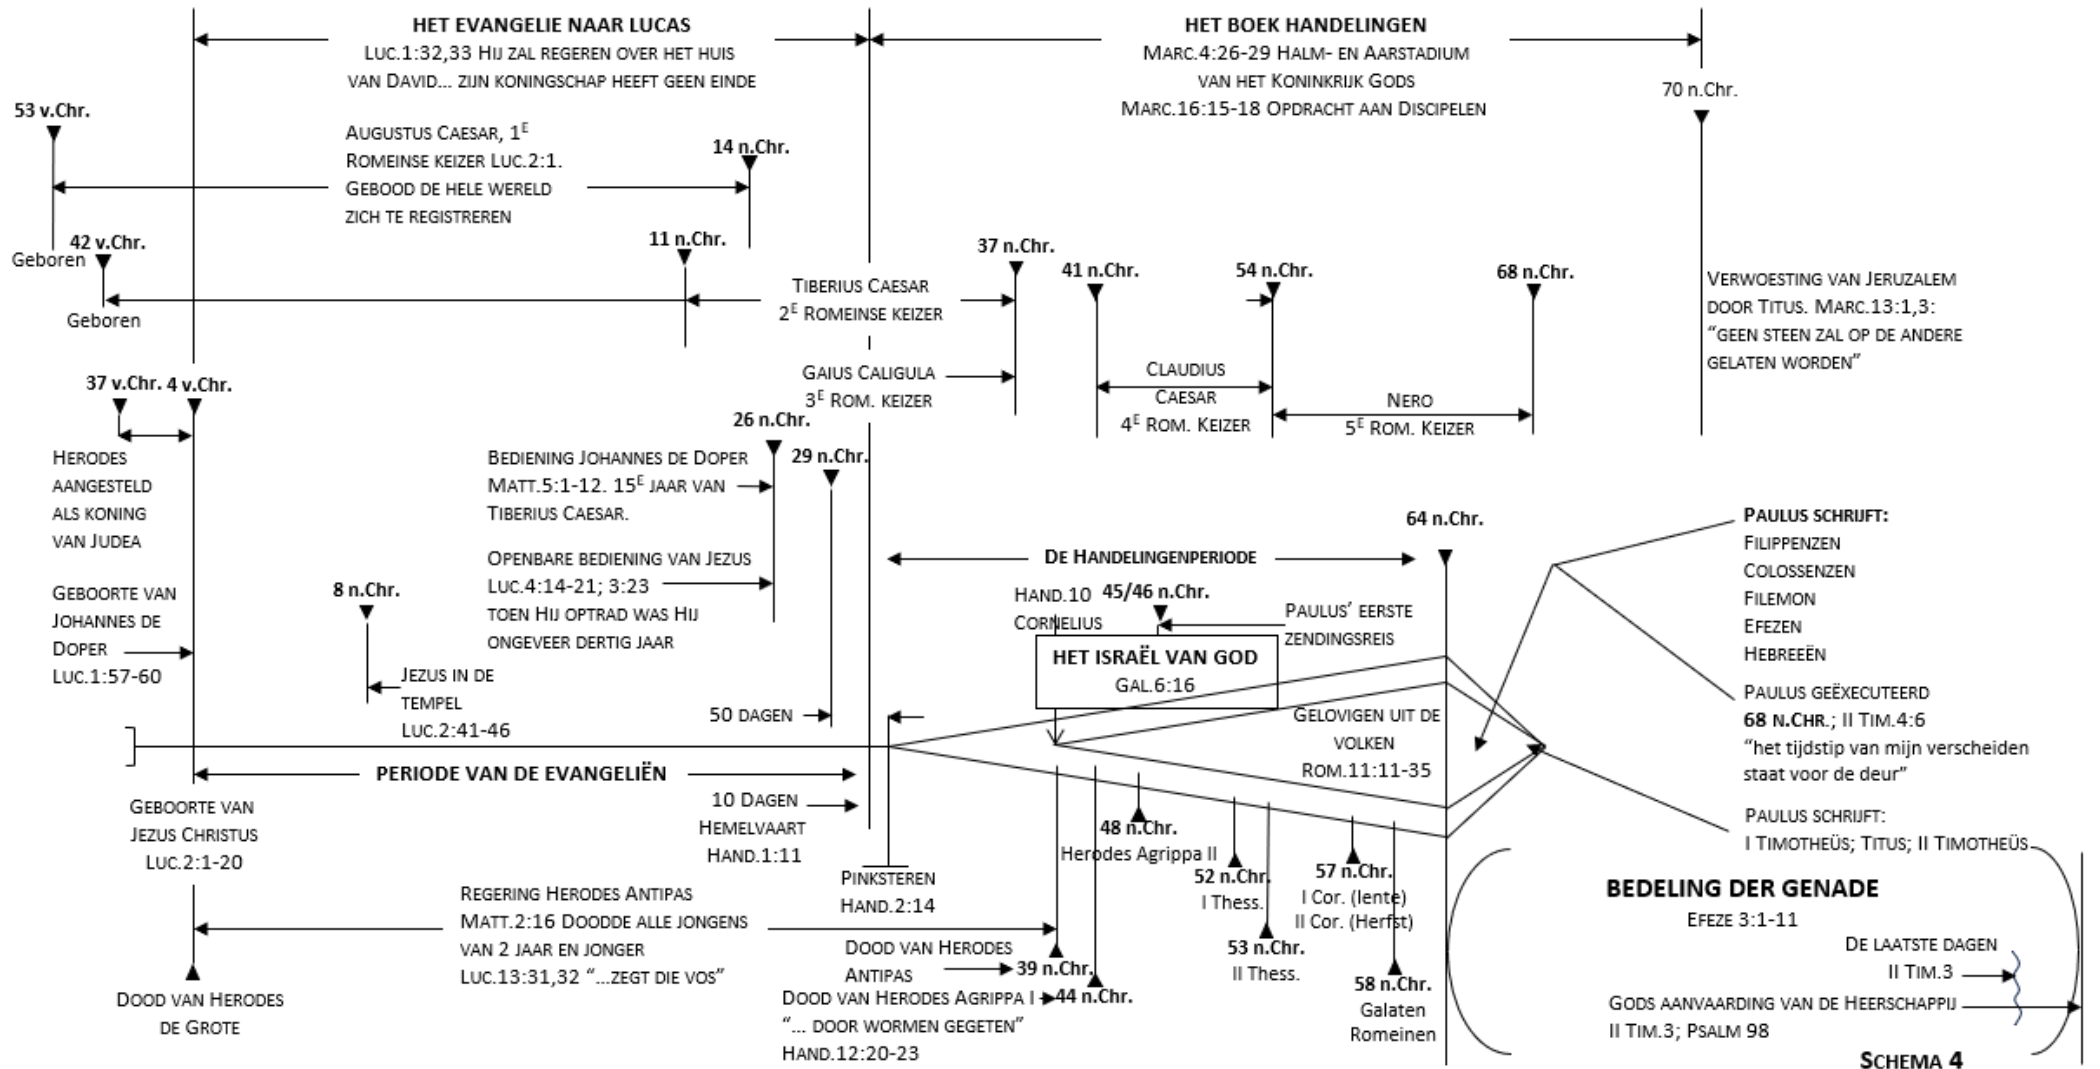 HET EVANGELIE NAAR LUCAS
LUC.1:32,33 HIJ ZAL REGEREN OVER HET HUIS
VAN DAVID... ZIJN KONINGSCHAP HEEFT GEEN EINDE
HET BOEK HANDELINGEN
MARC.4:26-29 HALM- EN AARSTADIUM
VAN HET KONINKRIJK GODS
MARC.16:15-18 OPDRACHT AAN DISCIPELEN
70 n.Chr.
53 v.Chr.
AUGUSTUS CAESAR, 1E
ROMEINSE KEIZER LUC.2:1.
GEBOOD DE HELE WERELD
ZICH TE REGISTREREN
14 n.Chr.
Geboren
42 v.Chr.
Geboren
11 n.Chr.
TIBERIUS CAESAR
2E ROMEINSE KEIZER
37 n.Chr.
41 n.Chr.
54 n.Chr.
68 n.Chr.
VERWOESTING VAN JERUZALEM
DOOR TITUS. MARC.13:1,3:
“GEEN STEEN ZAL OP DE ANDERE
GELATEN WORDEN”
GAIUS CALIGULA
3E ROM. KEIZER
CLAUDIUS
CAESAR
4E ROM. KEIZER
NERO
5E ROM. KEIZER
37 v.Chr. 4 v.Chr.
HERODES
AANGESTELD
ALS KONING
VAN JUDEA
26 n.Chr.
BEDIENING JOHANNES DE DOPER
MATT.5:1-12. 15E JAAR VAN
TIBERIUS CAESAR.
29 n.Chr.
OPENBARE BEDIENING VAN JEZUS
LUC.4:14-21; 3:23
TOEN HIJ OPTRAD WAS HIJ
ONGEVEER DERTIG JAAR
GEBOORTE VAN
JOHANNES DE
DOPER
LUC.1:57-60
8 n.Chr.
JEZUS IN DE
TEMPEL
LUC.2:41-46
50 DAGEN
DE HANDELINGENPERIODE
64 n.Chr.
HAND.10
CORNELIUS
45/46 n.Chr.
PAULUS’ EERSTE
ZENDINGSREIS
HET ISRAËL VAN GOD
GAL.6:16
GELOVIGEN UIT DE
VOLKEN
ROM.11:11-35
PAULUS SCHRIJFT:
FILIPPENZEN
COLOSSENZEN
FILEMON
EFEZEN
HEBREEËN
PAULUS GEËXECUTEERD
68 N.CHR.; II TIM.4:6
“het tijdstip van mijn verscheiden
staat voor de deur”
PAULUS SCHRIJFT:
I TIMOTHEÜS; TITUS; II TIMOTHEÜS
PERIODE VAN DE EVANGELIËN
GEBOORTE VAN
JEZUS CHRISTUS
LUC.2:1-20
10 DAGEN
HEMELVAART
HAND.1:11
PINKSTEREN
HAND.2:14
48 n.Chr.
Herodes Agrippa II
52 n.Chr.
I Thess.
53 n.Chr.
II Thess.
57 n.Chr.
I Cor. (lente)
II Cor. (Herfst)
58 n.Chr.
Galaten
Romeinen
REGERING HERODES ANTIPAS
MATT.2:16 DOODDE ALLE JONGENS
VAN 2 JAAR EN JONGER
LUC.13:31,32 “...ZEGT DIE VOS”
DOOD VAN HERODES
DE GROTE
DOOD VAN HERODES
ANTIPAS
39 n.Chr.
DOOD VAN HERODES AGRIPPA I
44 n.Chr.
“... DOOR WORMEN GEGETEN”
HAND.12:20-23
BEDELING DER GENADE
EFEZE 3:1-11
DE LAATSTE DAGEN
II TIM.3
GODS AANVAARDING VAN DE HEERSCHAPPIJ
II TIM.3; PSALM 98
SCHEMA 4